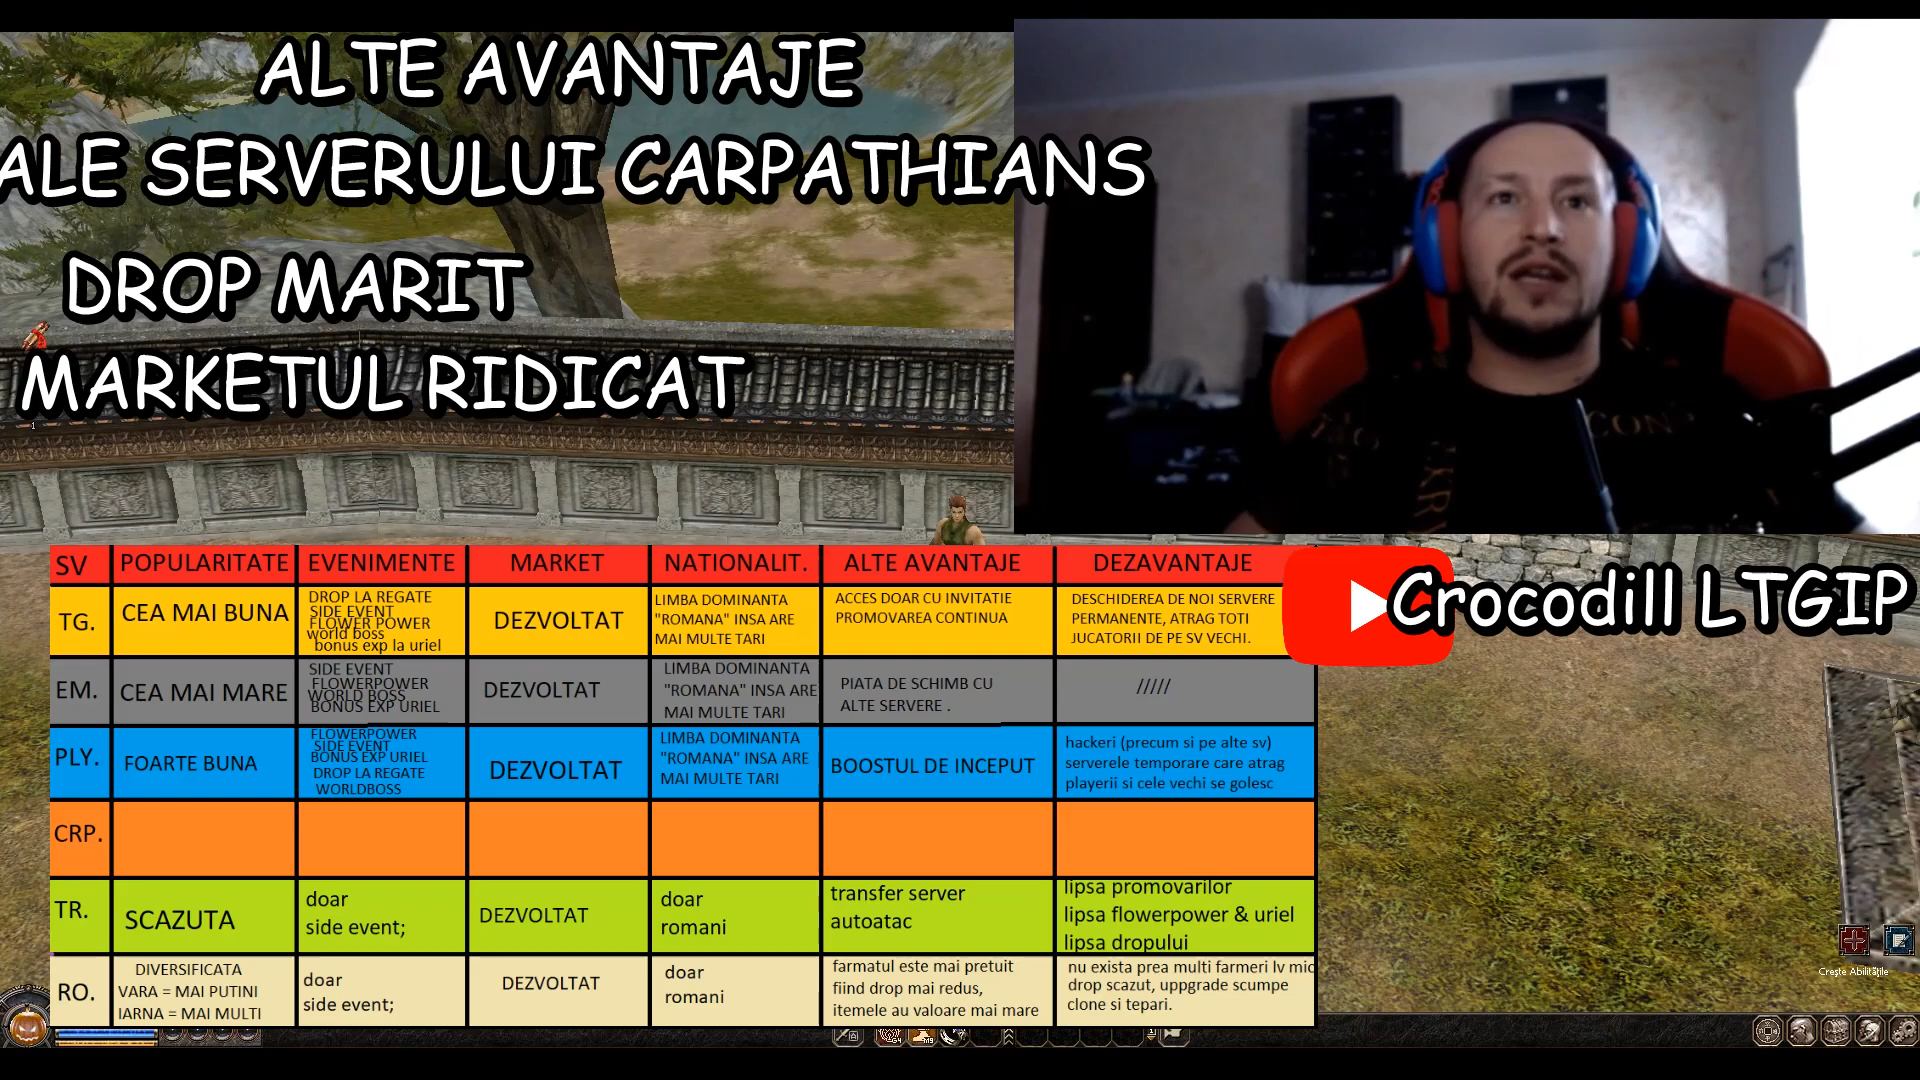 ALTE AVANTAJE
ALE SERVERULUI CARPATHIANS
DROP MARIT
MARKETUL RIDICAT
1
CON
SV
POPULARITATE
EVENIMENTE
MARKET
NATIONALIT.
ALTE AVANTAJE
DEZAVANTAJE
TG.
CEA MAI BUNA
DROP LA REGATE
SIDE EVENT
FLOWER POWER
world boss
bonus exp la uriel
DEZVOLTAT
LIMBA DOMINANTA
"ROMANA" INSA ARE
MAI MULTE TARI
ACCES DOAR CU INVITATIE
PROMOVAREA CONTINUA
DESCHIDEREA DE NOI SERVERE
PERMANENTE, ATRAG TOTI
JUCATORII DE PE SV VECHI.
Crocodill LTGIP
EM.
CEA MAI MARE
SIDE EVENT
FLOWERPOWER
WORLD BOSS
BONUS EXP URIEL
DEZVOLTAT
LIMBA DOMINANTA
"ROMANA" INSA ARE
MAI MULTE TARI
PIATA DE SCHIMB CU
ALTE SERVERE .
/////
PLY.
FOARTE BUNA
FLOWERPOWER
SIDE EVENT
BONUS EXP URIEL
DROP LA REGATE
WORLDBOSS
DEZVOLTAT
LIMBA DOMINANTA
"ROMANA" INSA ARE
MAI MULTE TARI
BOOSTUL DE INCEPUT
hackeri (precum si pe alte sv)
serverele temporare care atrag
playerii si cele vechi se golesc
CRP.
TR.
SCAZUTA
doar
side event;
DEZVOLTAT
doar
romani
transfer server
autoatac
lipsa promovarilor
lipsa flowerpower & uriel
lipsa dropului
RO.
DIVERSIFICATA
VARA = MAI PUTINI
IARNA = MAI MULTI
doar
side event;
DEZVOLTAT
doar
romani
farmatul este mai pretuit
fiind drop mai redus,
itemele au valoare mai mare
nu exista prea multi farmeri lv mic
drop scazut, uppgrade scumpe
clone si tepari.
Crește Abilitățile